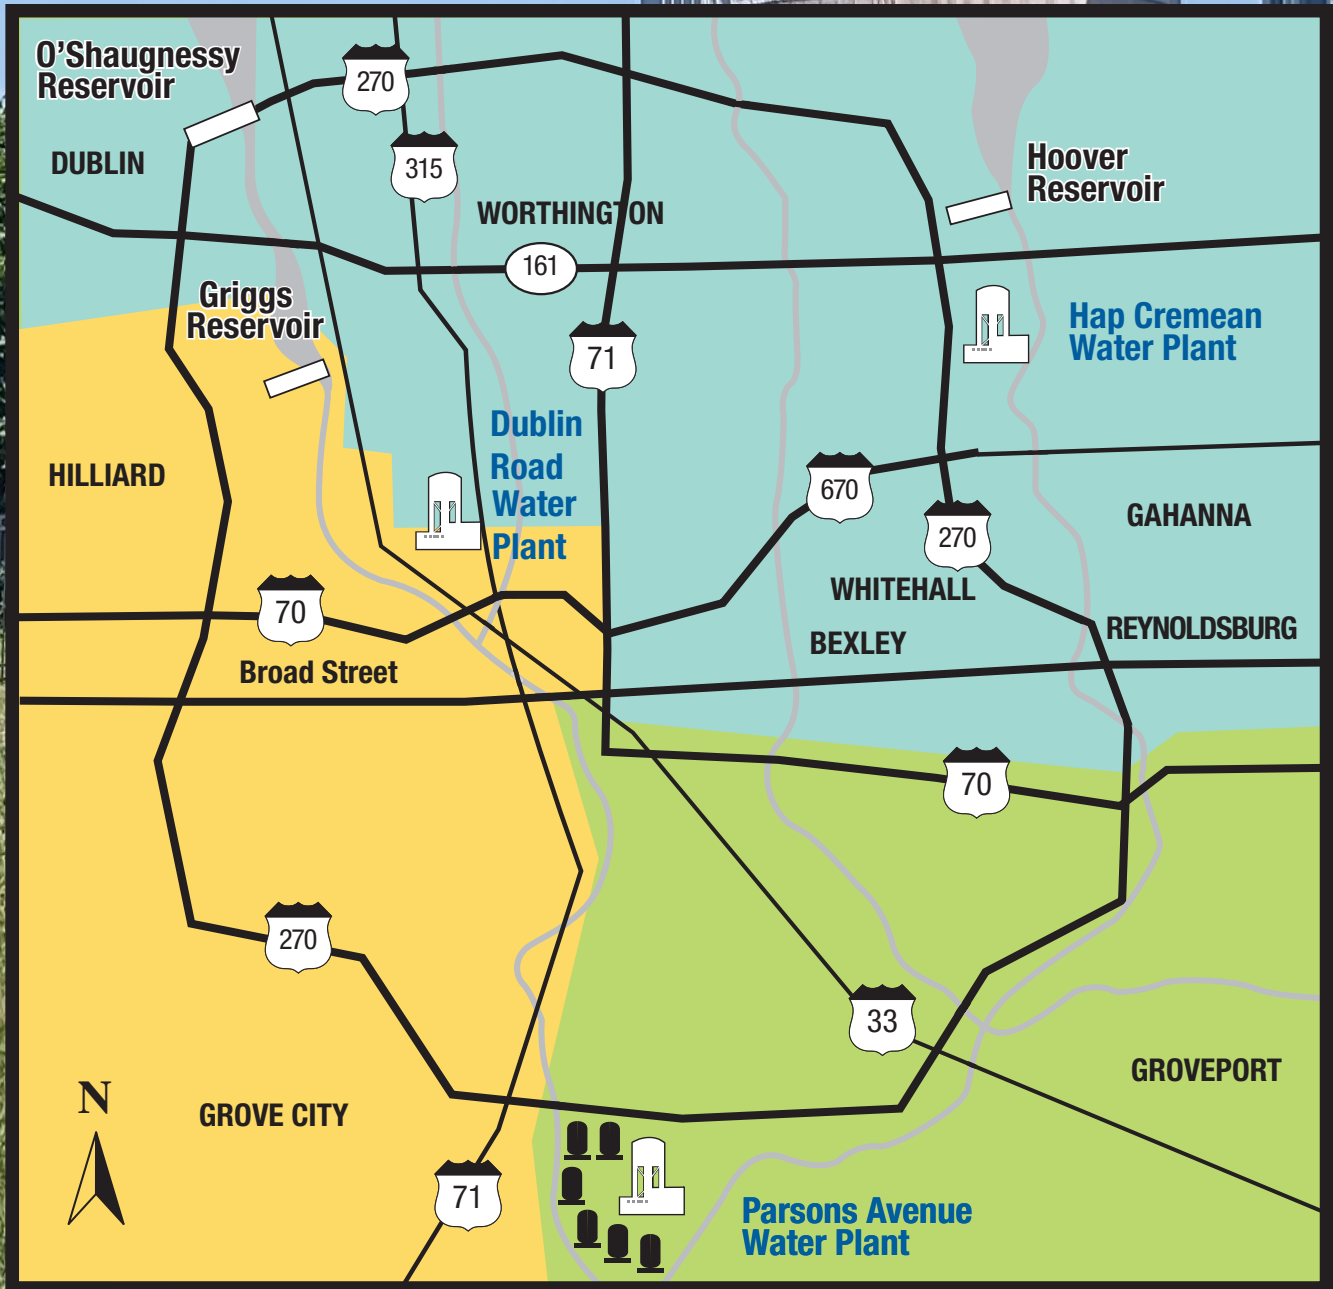 O'Shaugnessy
Reservoir
270
DUBLIN
315
Hoover
Reservoir
WORTHINGTON
161
Griggs
Reservoir
71
Hap Cremean
Water Plant
Dublin
Road
Water
Plant
HILLIARD
670
270
GAHANNA
WHITEHALL
70
BEXLEY
REYNOLDSBURG
Broad Street
70
270
33
GROVEPORT
N
GROVE CITY
71
Parsons Avenue
Water Plant